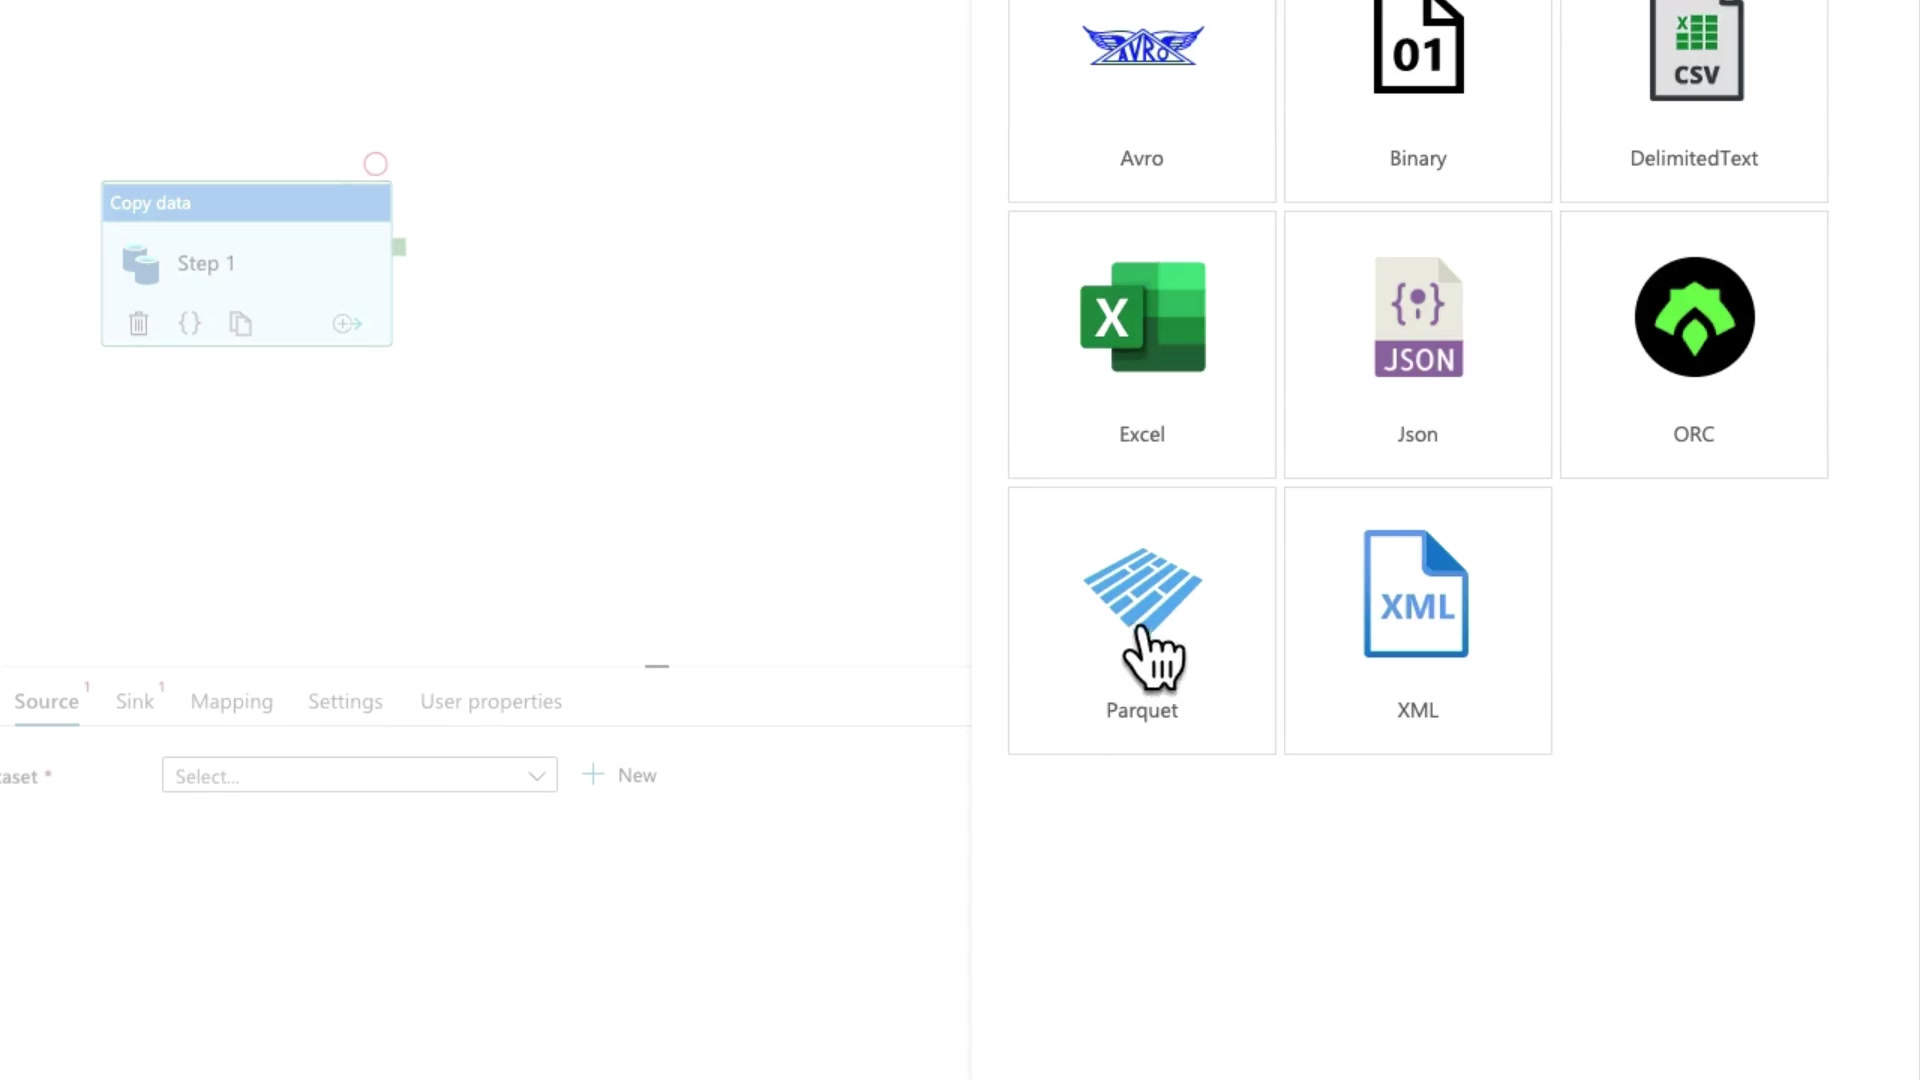 AVRO
01
X
CSV
Avro
Binary
DelimitedText
Copy data
Step 1
X
JSON
Excel
Json
ORC
XML
Parquet
XML
Source 1
Sink 1
Mapping
Settings
User properties
taset *
Select...
New